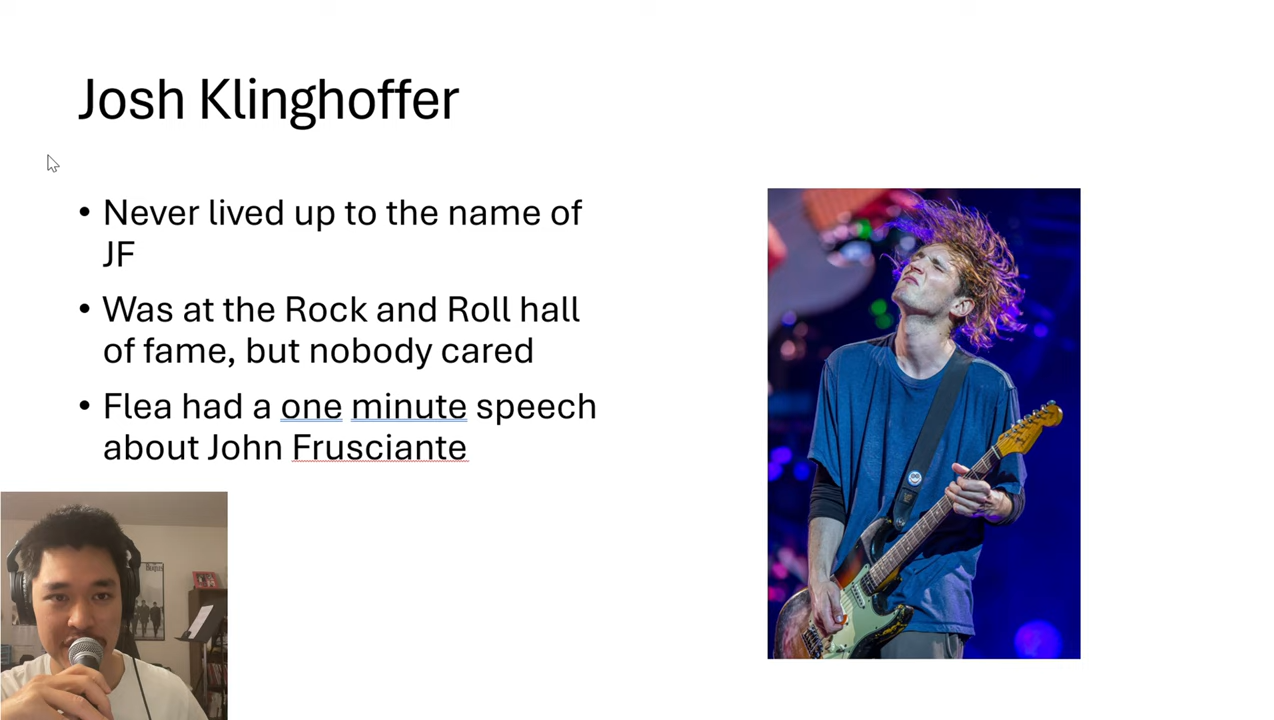 Josh Klinghoffer
• Never lived up to the name of
JF
• Was at the Rock and Roll hall
of fame, but nobody cared
• Flea had a one minute speech
about John Frusciante